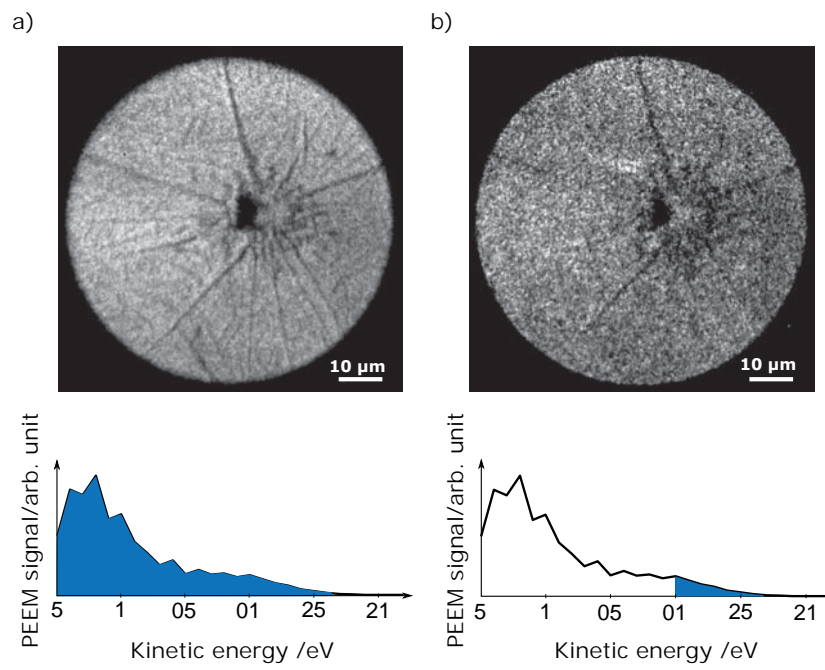 a)
b)
10 µm
10 µm
PEEM signal/arb. unit
5 1 05 01 25 21
Kinetic energy /eV
PEEM signal/arb. unit
5 1 05 01 25 21
Kinetic energy /eV